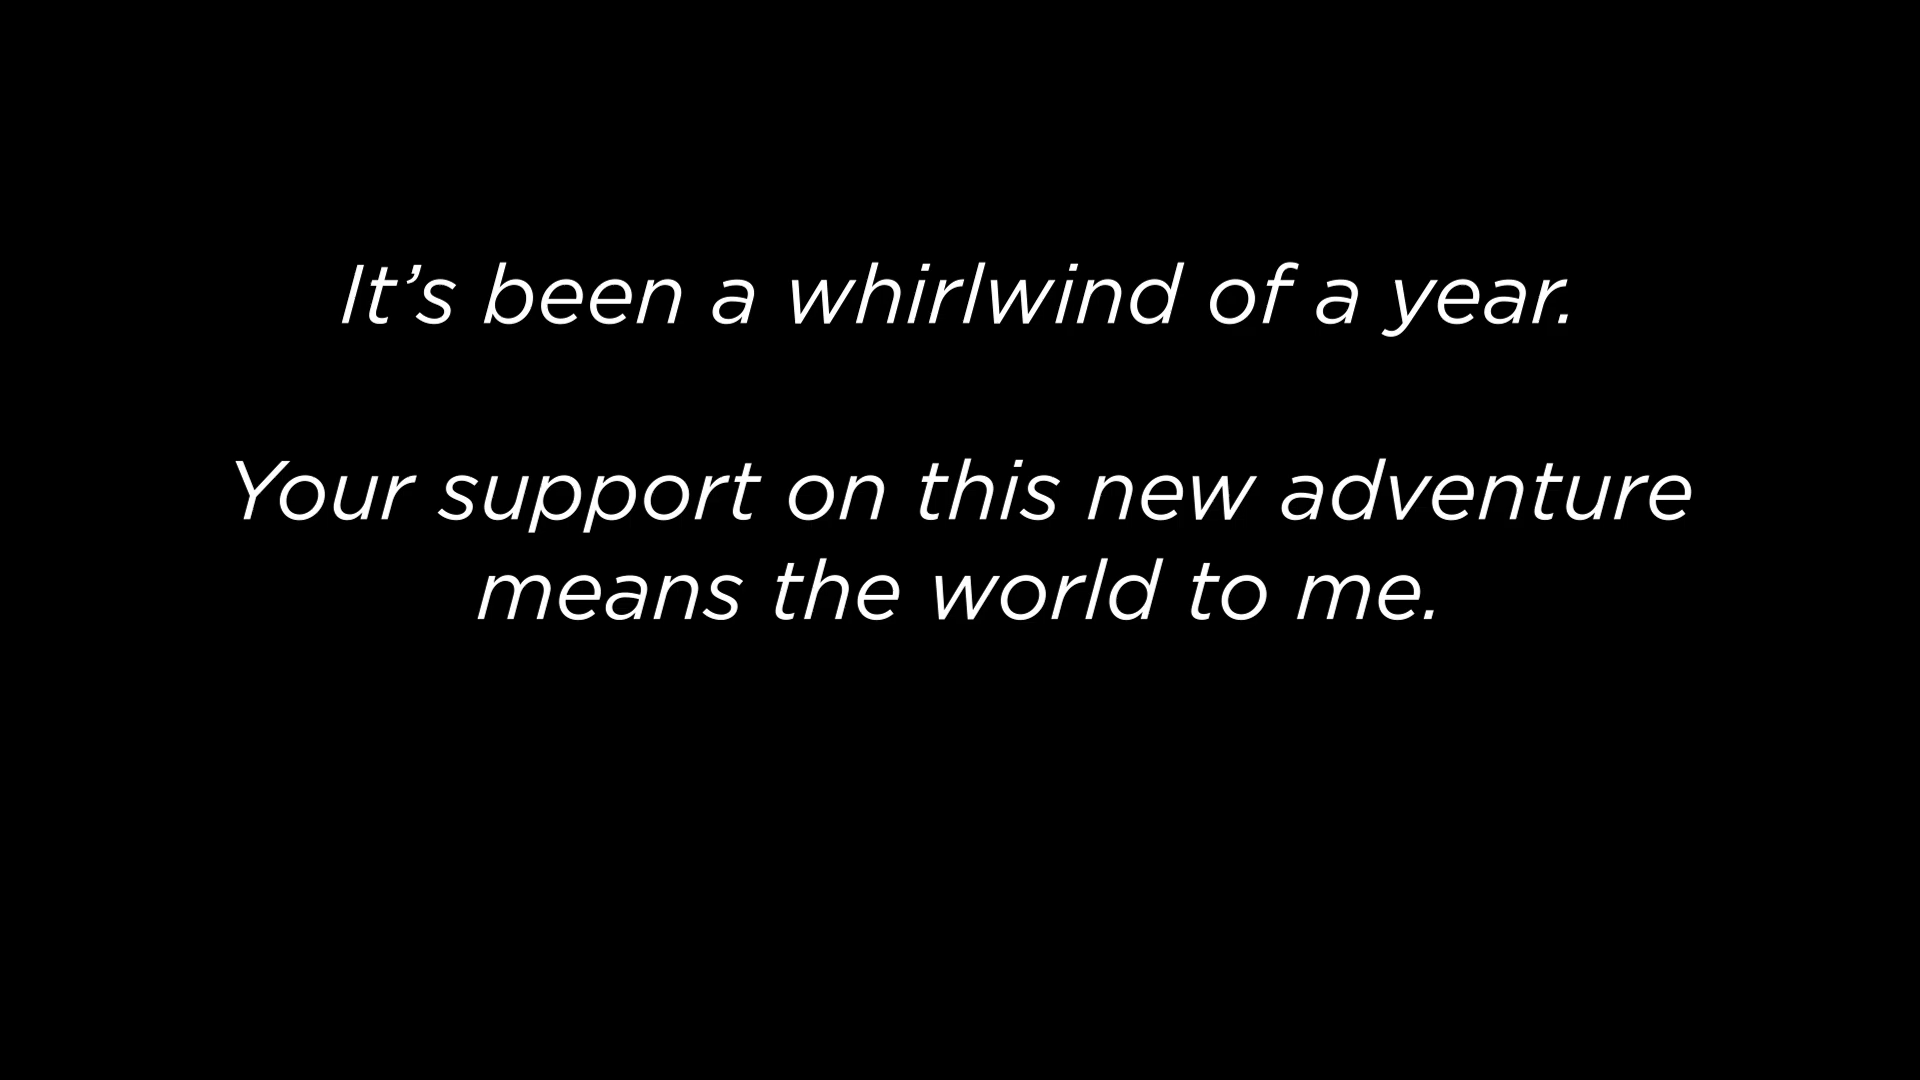 It’s been a whirlwind of a year.
Your support on this new adventure
means the world to me.